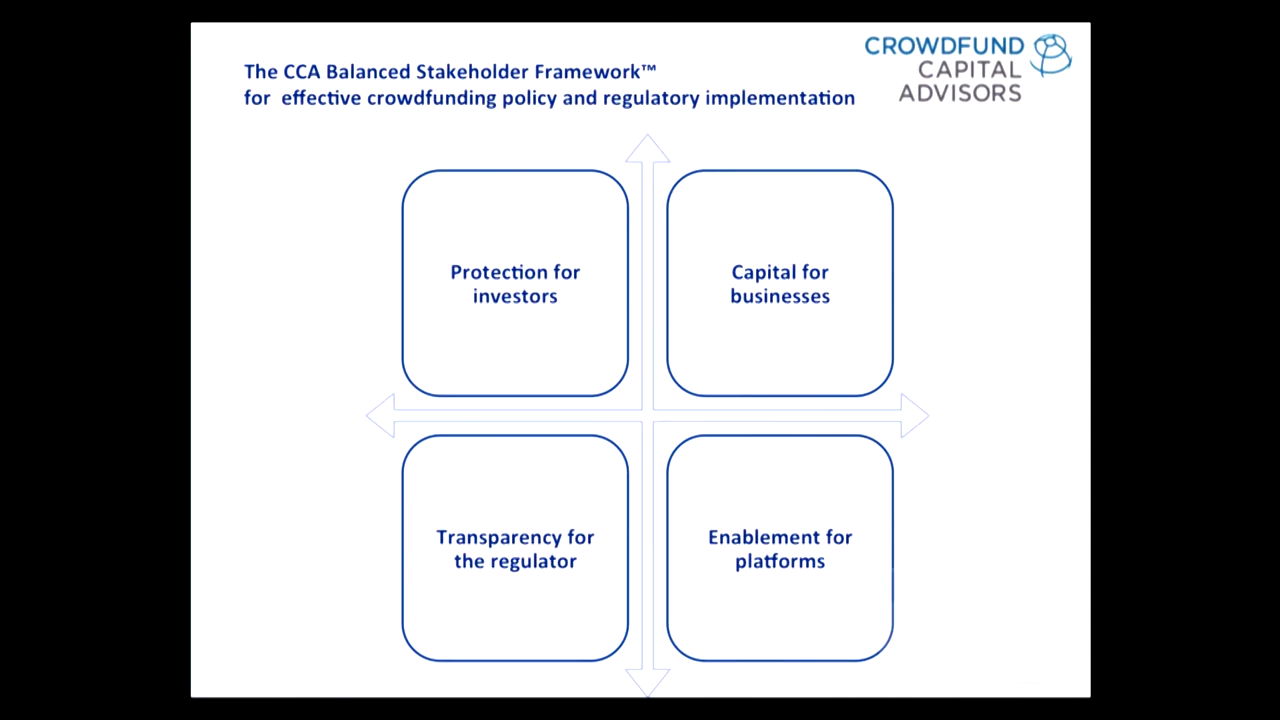 The CCA Balanced Stakeholder Framework™
for effective crowdfunding policy and regulatory implementation
CROWDFUND
CAPITAL
ADVISORS
Protection for
investors
Capital for
businesses
Transparency for
the regulator
Enablement for
platforms